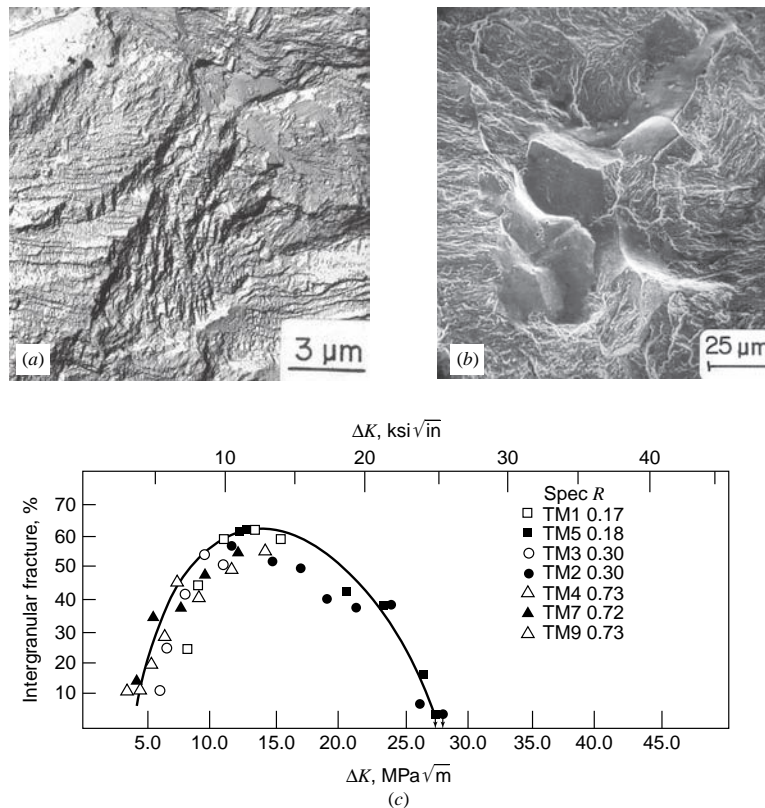 (a)
3 µm
(b)
25 µm
ΔK, ksi√in
10 20 30 40
Intergranular fracture, %
70
60
50
40
30
20
10
Spec R
□ TM1 0.17
■ TM5 0.18
○ TM3 0.30
● TM2 0.30
△ TM4 0.73
▲ TM7 0.72
△ TM9 0.73
5.0 10.0 15.0 20.0 25.0 30.0 35.0 40.0 45.0
ΔK, MPa√m
(c)